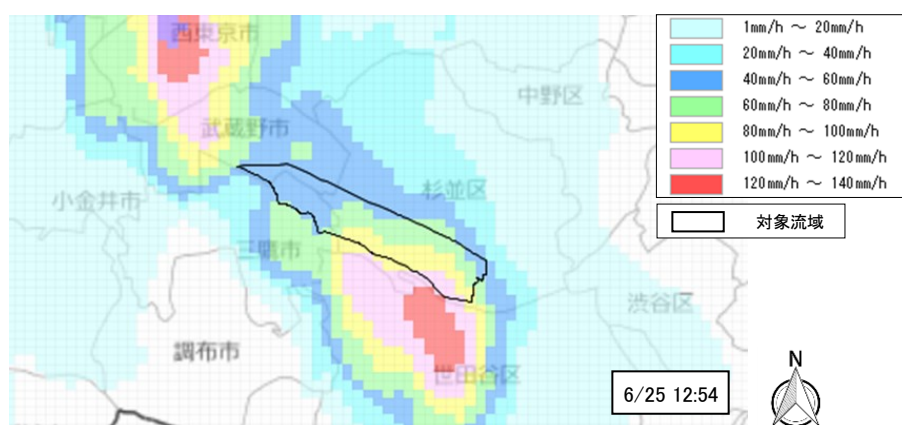 西東京市
武蔵野市
中野区
小金井市
杉並区
三鷹市
渋谷区
調布市
世田谷区
1mm/h ～ 20mm/h
20mm/h ～ 40mm/h
40mm/h ～ 60mm/h
60mm/h ～ 80mm/h
80mm/h ～ 100mm/h
100mm/h ～ 120mm/h
120mm/h ～ 140mm/h
対象流域
6/25 12:54
N